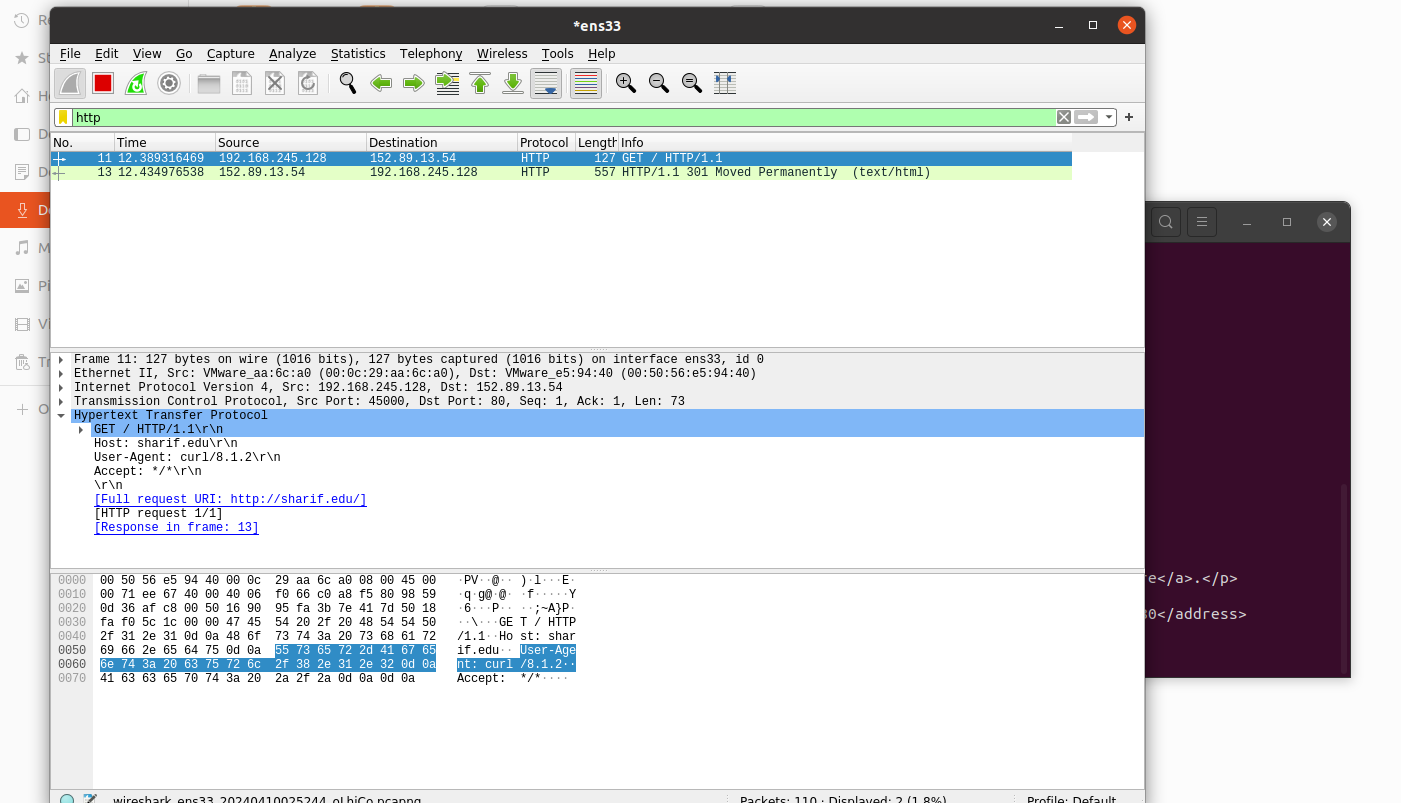 *ens33
File Edit View Go Capture Analyze Statistics Telephony Wireless Tools Help
http
No. Time Source Destination Protocol Length Info
11 12.389316469 192.168.245.128 152.89.13.54 HTTP 127 GET / HTTP/1.1
13 12.434976538 152.89.13.54 192.168.245.128 HTTP 557 HTTP/1.1 301 Moved Permanently (text/html)
Frame 11: 127 bytes on wire (1016 bits), 127 bytes captured (1016 bits) on interface ens33, id 0
Ethernet II, Src: VMware_aa:6c:a0 (00:0c:29:aa:6c:a0), Dst: VMware_e5:94:40 (00:50:56:e5:94:40)
Internet Protocol Version 4, Src: 192.168.245.128, Dst: 152.89.13.54
Transmission Control Protocol, Src Port: 45000, Dst Port: 80, Seq: 1, Ack: 1, Len: 73
Hypertext Transfer Protocol
GET / HTTP/1.1\r\n
Host: sharif.edu\r\n
User-Agent: curl/8.1.2\r\n
Accept: */*\r\n
\r\n
[Full request URI: http://sharif.edu/]
[HTTP request 1/1]
[Response in frame: 13]
0000 00 50 56 e5 94 40 00 0c 29 aa 6c a0 08 00 45 00 ·PV··@·· )·l···E·
0010 00 71 ee 67 40 00 40 06 f0 66 c0 a8 f5 80 98 59 ·q·g@·@· ·f·····Y
0020 0d 36 af c8 00 50 16 90 95 fa 3b 7e 41 7d 50 18 ·6···P·· ··;~A}P·
0030 fa f0 5c 1c 00 00 47 45 54 20 2f 20 48 54 54 50 ··\···GE T / HTTP
0040 2f 31 2e 31 0d 0a 48 6f 73 74 3a 20 73 68 61 72 /1.1··Ho st: shar
0050 69 66 2e 65 64 75 0d 0a 55 73 65 72 2d 41 67 65 if.edu·· User-Age
0060 6e 74 3a 20 63 75 72 6c 2f 38 2e 31 2e 32 0d 0a nt: curl /8.1.2··
0070 41 63 63 65 70 74 3a 20 2a 2f 2a 0d 0a 0d 0a Accept: */*····
re</a>.</p>
80</address>
Packets: 110 · Displayed: 2 (1.8%) Profile: Default